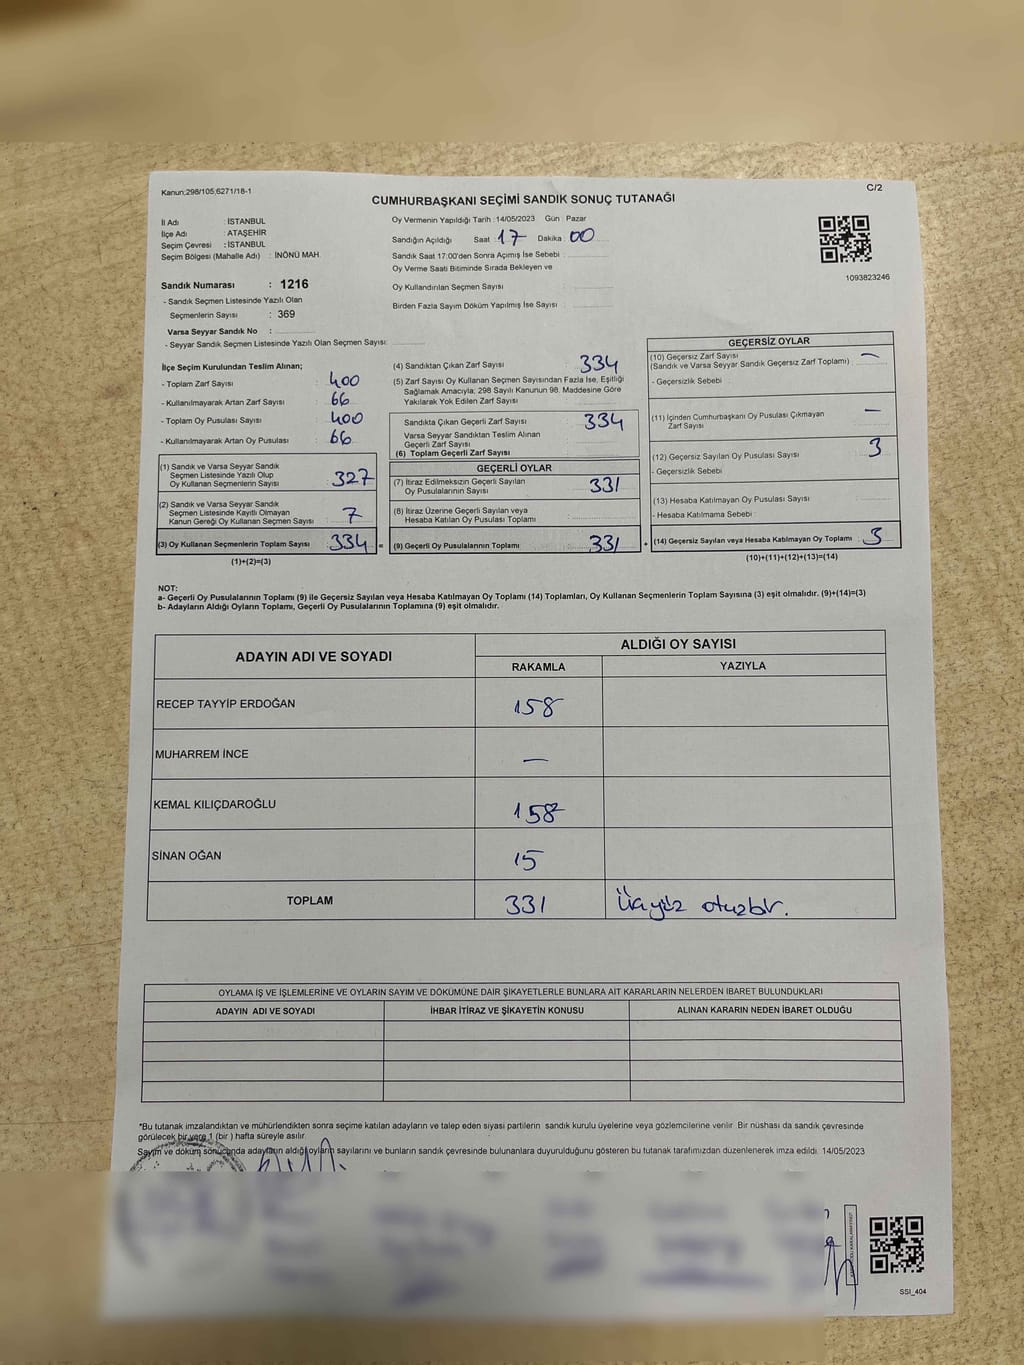 Kanun;298/105,6271/18-1
C/2
CUMHURBAŞKANI SEÇİMİ SANDIK SONUÇ TUTANAĞI
İl Adı : İSTANBUL
İlçe Adı : ATAŞEHİR
Seçim Çevresi : İSTANBUL
Seçim Bölgesi (Mahalle Adı) : İNÖNÜ MAH.
Sandık Numarası : 1216
- Sandık Seçmen Listesinde Yazılı Olan
Seçmenlerin Sayısı : 369
Varsa Seyyar Sandık No :
- Seyyar Sandık Seçmen Listesinde Yazılı Olan Seçmen Sayısı:
Oy Vermenin Yapıldığı Tarih :14/05/2023 Gün : Pazar
Sandığın Açıldığı Saat : 17 Dakika : 00
Sandık Saat 17:00'den Sonra Açımış İse Sebebi :
Oy Verme Saati Bitiminde Sırada Bekleyen ve
Oy Kullandırılan Seçmen Sayısı
Birden Fazla Sayım Döküm Yapılmış İse Sayısı :
1093823246
İlçe Seçim Kurulundan Teslim Alınan;
- Toplam Zarf Sayısı : 400
- Kullanılmayarak Artan Zarf Sayısı : 66
- Toplam Oy Pusulası Sayısı : 400
- Kullanılmayarak Artan Oy Pusulası : 66
(1) Sandık ve Varsa Seyyar Sandık
Seçmen Listesinde Yazılı Olup
Oy Kullanan Seçmenlerin Sayısı : 327
(2) Sandık ve Varsa Seyyar Sandık
Seçmen Listesinde Kayıtlı Olmayan
Kanun Gereği Oy Kullanan Seçmen Sayısı : 7
(3) Oy Kullanan Seçmenlerin Toplam Sayısı : 334 =
(1)+(2)=(3)
(4) Sandıktan Çıkan Zarf Sayısı : 334
(5) Zarf Sayısı Oy Kullanan Seçmen Sayısından Fazla İse, Eşitliği
Sağlamak Amacıyla; 298 Sayılı Kanunun 98. Maddesine Göre
Yakılarak Yok Edilen Zarf Sayısı :
Sandıkta Çıkan Geçerli Zarf Sayısı : 334
Varsa Seyyar Sandıktan Teslim Alınan
Geçerli Zarf Sayısı :
(6) Toplam Geçerli Zarf Sayısı :
GEÇERLİ OYLAR
(7) İtiraz Edilmeksizin Geçerli Sayılan
Oy Pusulalarının Sayısı : 331
(8) İtiraz Üzerine Geçerli Sayılan veya
Hesaba Katılan Oy Pusulası Toplamı :
(9) Geçerli Oy Pusulalarının Toplamı : 331 +
GEÇERSİZ OYLAR
(10) Geçersiz Zarf Sayısı : —
(Sandık ve Varsa Seyyar Sandık Geçersiz Zarf Toplamı)
- Geçersizlik Sebebi :
(11) İçinden Cumhurbaşkanı Oy Pusulası Çıkmayan : —
Zarf Sayısı
(12) Geçersiz Sayılan Oy Pusulası Sayısı : 3
- Geçersizlik Sebebi :
(13) Hesaba Katılmayan Oy Pusulası Sayısı :
- Hesaba Katılmama Sebebi :
(14) Geçersiz Sayılan veya Hesaba Katılmayan Oy Toplamı : 3
(10)+(11)+(12)+(13)=(14)
NOT:
a- Geçerli Oy Pusulalarının Toplamı (9) ile Geçersiz Sayılan veya Hesaba Katılmayan Oy Toplamı (14) Toplamları, Oy Kullanan Seçmenlerin Toplam Sayısına (3) eşit olmalıdır. (9)+(14)=(3)
b- Adayların Aldığı Oyların Toplamı, Geçerli Oy Pusulalarının Toplamına (9) eşit olmalıdır.
ADAYIN ADI VE SOYADI ALDIĞI OY SAYISI
RAKAMLA YAZIYLA
RECEP TAYYİP ERDOĞAN 158
MUHARREM İNCE —
KEMAL KILIÇDAROĞLU 158
SİNAN OĞAN 15
TOPLAM 331 Üçyüz otuzbir.
OYLAMA İŞ VE İŞLEMLERİNE VE OYLARIN SAYIM VE DÖKÜMÜNE DAİR ŞİKAYETLERLE BUNLARA AİT KARARLARIN NELERDEN İBARET BULUNDUKLARI
ADAYIN ADI VE SOYADI İHBAR İTİRAZ VE ŞİKAYETİN KONUSU ALINAN KARARIN NEDEN İBARET OLDUĞU
*Bu tutanak imzalandıktan ve mühürlendikten sonra seçime katılan adayların ve talep eden siyasi partilerin sandık kurulu üyelerine veya gözlemcilerine verilir. Bir nüshası da sandık çevresinde
görülecek bir yere 1 (bir ) hafta süreyle asılır.
Sayım ve döküm sonucunda adayların aldığı oyların sayılarını ve bunların sandık çevresinde bulunanlara duyurulduğunu gösteren bu tutanak tarafımızdan düzenlenerek imza edildi. 14/05/2023
SSI_404